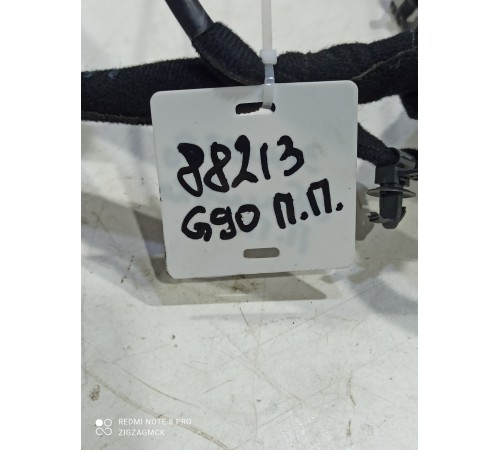 88213
G90 П.П.
REDMI NOTE 8 PRO
ZIGZAGMCK